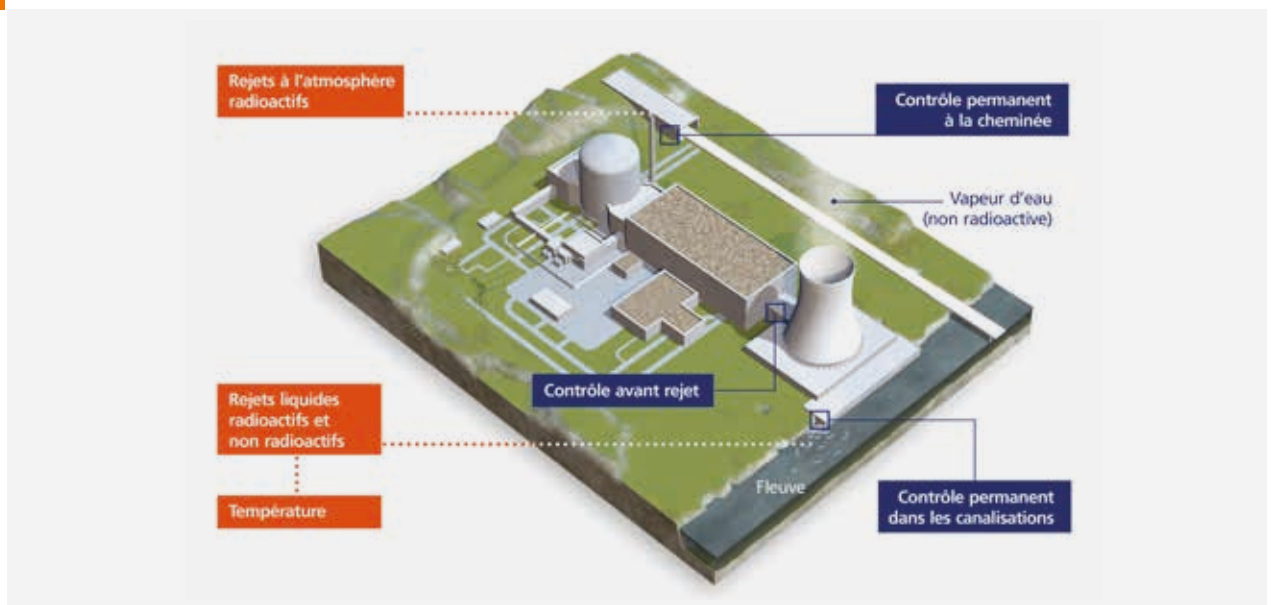 Rejets à l'atmosphère
radioactifs
Contrôle permanent
à la cheminée
Vapeur d'eau
(non radioactive)
Contrôle avant rejet
Rejets liquides
radioactifs et
non radioactifs
Fleuve
Température
Contrôle permanent
dans les canalisations